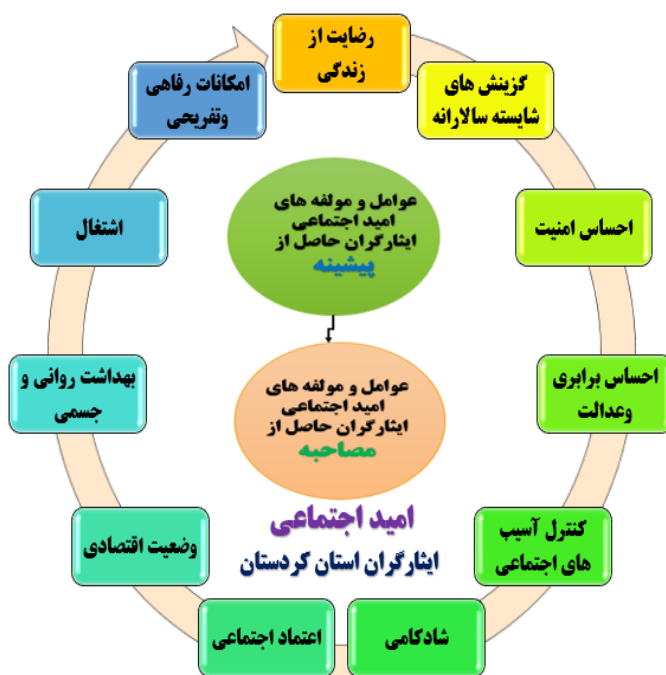 رضایت از
زندگی
گزینش های
شایسته سالارانه
احساس امنیت
احساس برابری
وعدالت
کنترل آسیب
های اجتماعی
شادکامی
اعتماد اجتماعی
وضعیت اقتصادی
بهداشت روانی و
جسمی
اشتغال
امکانات رفاهی
وتفریحی
عوامل و مولفه های
امید اجتماعی
ایثارگران حاصل از
پیشینه
عوامل و مولفه های
امید اجتماعی
ایثارگران حاصل از
مصاحبه
امید اجتماعی
ایثارگران استان کردستان